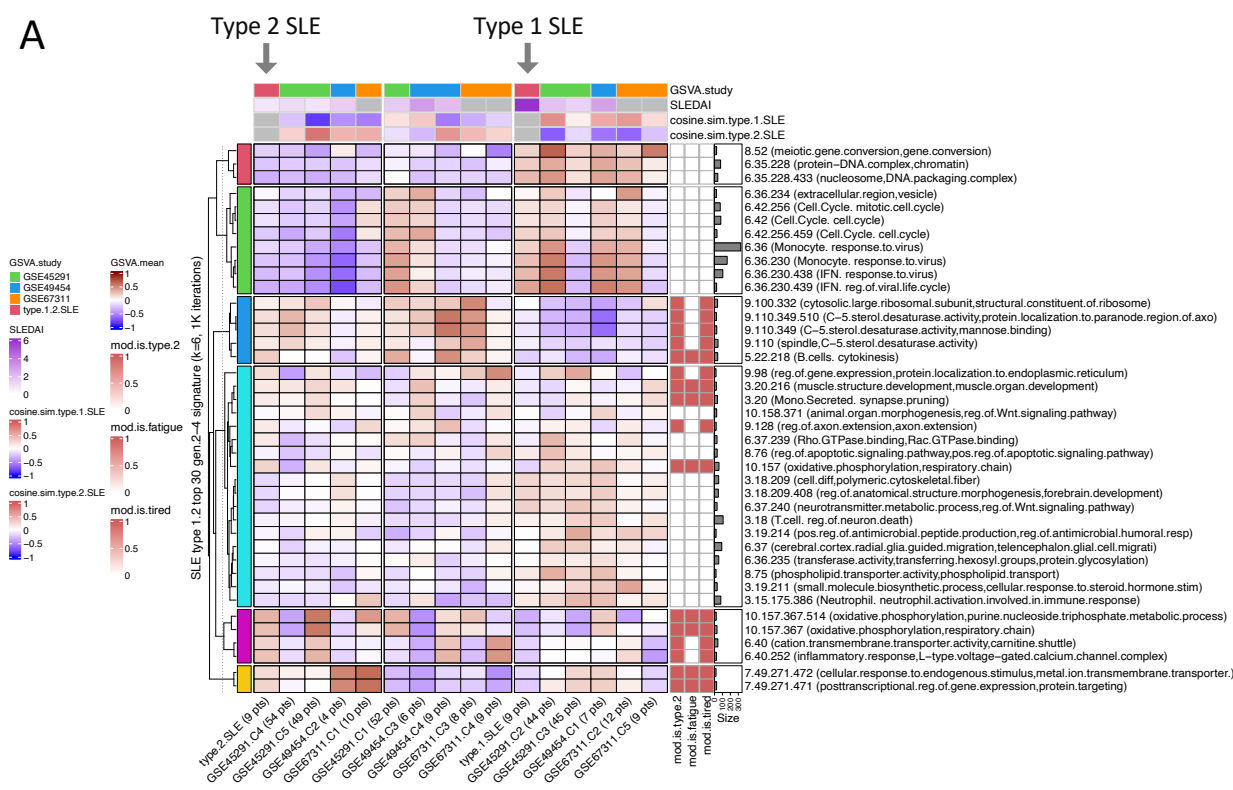 A
Type 2 SLE
Type 1 SLE
GSVA.study
SLEDAI
cosine.sim.type.1.SLE
cosine.sim.type.2.SLE
8.52 (meiotic.gene.conversion,gene.conversion)
6.35.228 (protein−DNA.complex,chromatin)
6.35.228.433 (nucleosome,DNA.packaging.complex)
6.36.234 (extracellular.region,vesicle)
6.42.256 (Cell.Cycle. mitotic.cell.cycle)
6.42 (Cell.Cycle. cell.cycle)
6.42.256.459 (Cell.Cycle. cell.cycle)
6.36 (Monocyte. response.to.virus)
6.36.230 (Monocyte. response.to.virus)
6.36.230.438 (IFN. response.to.virus)
6.36.230.439 (IFN. reg.of.viral.life.cycle)
9.100.332 (cytosolic.large.ribosomal.subunit,structural.constituent.of.ribosome)
9.110.349.510 (C−5.sterol.desaturase.activity,protein.localization.to.paranode.region.of.axo)
9.110.349 (C−5.sterol.desaturase.activity,mannose.binding)
9.110 (spindle,C−5.sterol.desaturase.activity)
5.22.218 (B.cells. cytokinesis)
9.98 (reg.of.gene.expression,protein.localization.to.endoplasmic.reticulum)
3.20.216 (muscle.structure.development,muscle.organ.development)
3.20 (Mono.Secreted. synapse.pruning)
10.158.371 (animal.organ.morphogenesis,reg.of.Wnt.signaling.pathway)
9.128 (reg.of.axon.extension,axon.extension)
6.37.239 (Rho.GTPase.binding,Rac.GTPase.binding)
8.76 (reg.of.apoptotic.signaling.pathway,pos.reg.of.apoptotic.signaling.pathway)
10.157 (oxidative.phosphorylation,respiratory.chain)
3.18.209 (cell.diff,polymeric.cytoskeletal.fiber)
3.18.209.408 (reg.of.anatomical.structure.morphogenesis,forebrain.development)
6.37.240 (neurotransmitter.metabolic.process,reg.of.Wnt.signaling.pathway)
3.18 (T.cell. reg.of.neuron.death)
3.19.214 (pos.reg.of.antimicrobial.peptide.production,reg.of.antimicrobial.humoral.resp)
6.37 (cerebral.cortex.radial.glia.guided.migration,telencephalon.glial.cell.migrati)
6.36.235 (transferase.activity,transferring.hexosyl.groups,protein.glycosylation)
8.75 (phospholipid.transporter.activity,phospholipid.transport)
3.19.211 (small.molecule.biosynthetic.process,cellular.response.to.steroid.hormone.stim)
3.15.175.386 (Neutrophil. neutrophil.activation.involved.in.immune.response)
10.157.367.514 (oxidative.phosphorylation,purine.nucleoside.triphosphate.metabolic.process)
10.157.367 (oxidative.phosphorylation,respiratory.chain)
6.40 (cation.transmembrane.transporter.activity,carnitine.shuttle)
6.40.252 (inflammatory.response,L−type.voltage−gated.calcium.channel.complex)
7.49.271.472 (cellular.response.to.endogenous.stimulus,metal.ion.transmembrane.transporter.)
7.49.271.471 (posttranscriptional.reg.of.gene.expression,protein.targeting)
SLE type 1.2 top 30 gen.2−4 signature (k=6, 1K iterations)
GSVA.study
GSE45291
GSE49454
GSE67311
type.1.2.SLE
SLEDAI
6
4
2
0
cosine.sim.type.1.SLE
1
0.5
0
−0.5
−1
cosine.sim.type.2.SLE
1
0.5
0
−0.5
−1
GSVA.mean
1
0.5
0
−0.5
−1
mod.is.type.2
1
0.5
0
mod.is.fatigue
1
0.5
0
mod.is.tired
1
0.5
0
type.2.SLE (9 pts)
GSE45291.C4 (54 pts)
GSE45291.C5 (49 pts)
GSE49454.C2 (4 pts)
GSE67311.C1 (10 pts)
GSE45291.C1 (52 pts)
GSE49454.C3 (6 pts)
GSE49454.C4 (9 pts)
GSE67311.C3 (8 pts)
GSE67311.C4 (9 pts)
type.1.SLE (9 pts)
GSE45291.C2 (44 pts)
GSE45291.C3 (45 pts)
GSE49454.C1 (7 pts)
GSE67311.C2 (12 pts)
GSE67311.C5 (9 pts)
mod.is.type.2
mod.is.fatigue
mod.is.tired
0
100
200
300
Size